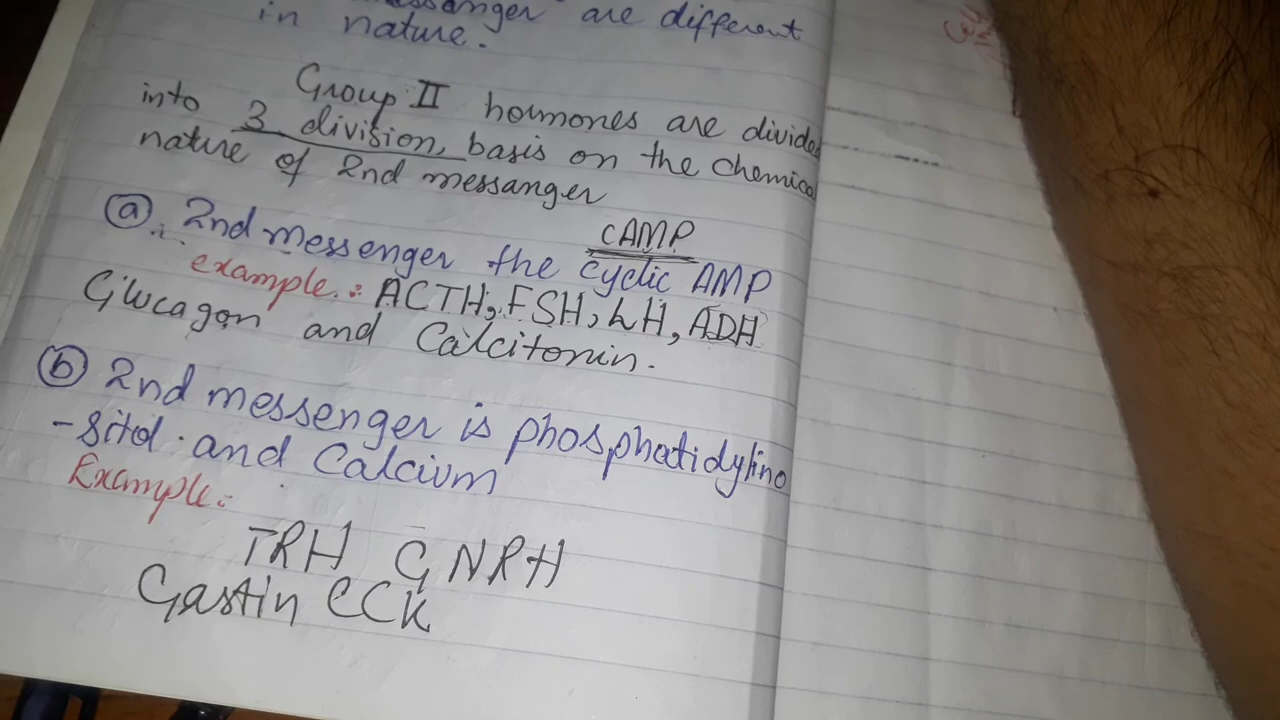 are different
in nature.
Group II hormones are divided
into 3 division, basis on the chemical
nature of 2nd messanger
cAMP
(a) 2nd messenger the cyclic AMP
example.: ACTH, FSH, LH, ADH
Glucagon and Calcitonin.
(b) 2nd messenger is phosphatidylino
-sitol. and Calcium
Example:
TRH GNRH
Gastin CCK